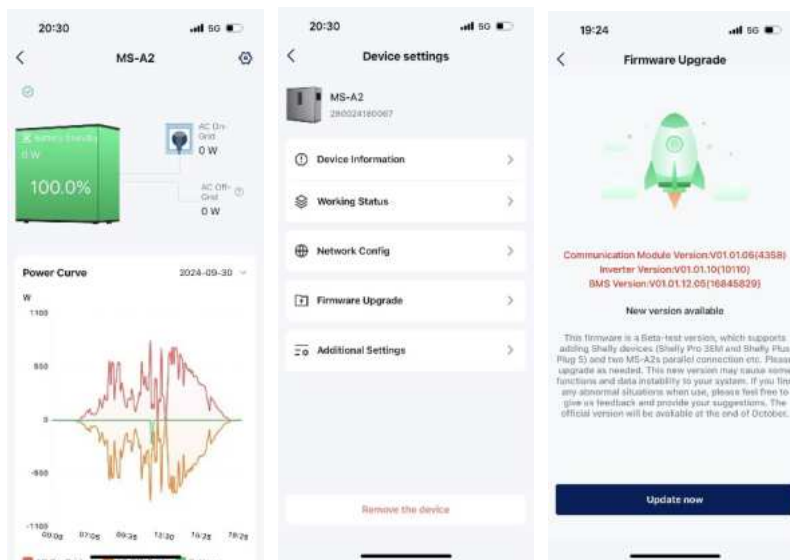 20:30
5G
MS-A2
Battery Standby
0 W
100.0%
AC On-
Grid
0 W
AC Off-
Grid
0 W
Power Curve
2024-09-30
W
1100
550
0
-550
-1100
20:30
5G
Device settings
MS-A2
280024180067
Device Information
Working Status
Network Config
Firmware Upgrade
Additional Settings
Remove the device
19:24
5G
Firmware Upgrade
Communication Module Version:V01.01.06(4358)
Inverter Version:V01.01.10(10110)
BMS Version:V01.01.12.05(16845829)
New version available
This firmware is a Beta-test version, which supports
adding Shelly devices (Shelly Pro 3EM and Shelly Plus
Plug S) and two MS-A2s parallel connection etc. Please
upgrade as needed. This new version may cause some
functions and data instability to your system. If you find
any abnormal situations when use, please feel free to
give us feedback and provide your suggestions. The
official version will be available at the end of October.
Update now